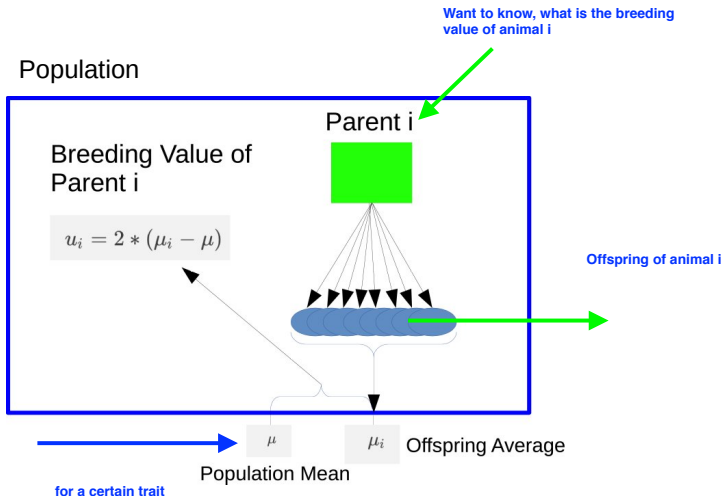 Want to know, what is the breeding
value of animal i
Population
Parent i
Breeding Value of
Parent i
u_i = 2 * (μ_i − μ)
Offspring of animal i
μ
μ_i
Offspring Average
Population Mean
for a certain trait